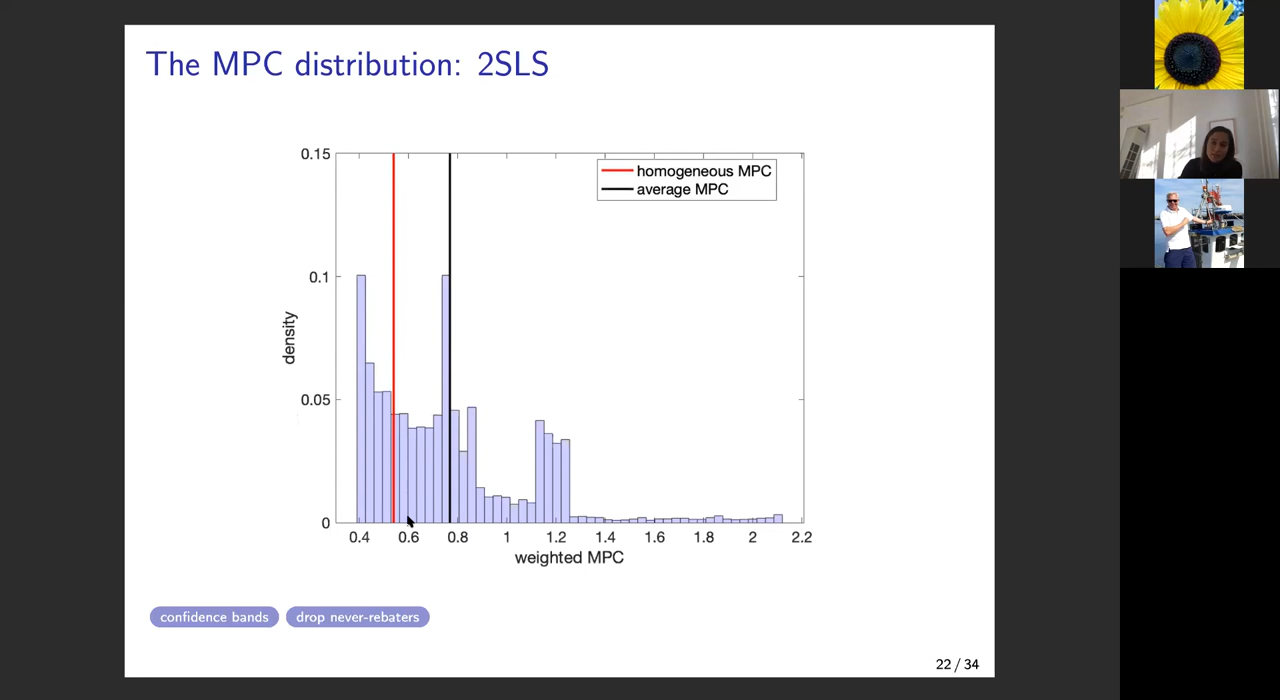 The MPC distribution: 2SLS
0.15
0.1
0.05
0
density
homogeneous MPC
average MPC
0.4 0.6 0.8 1 1.2 1.4 1.6 1.8 2 2.2
weighted MPC
confidence bands
drop never-rebaters
22 / 34